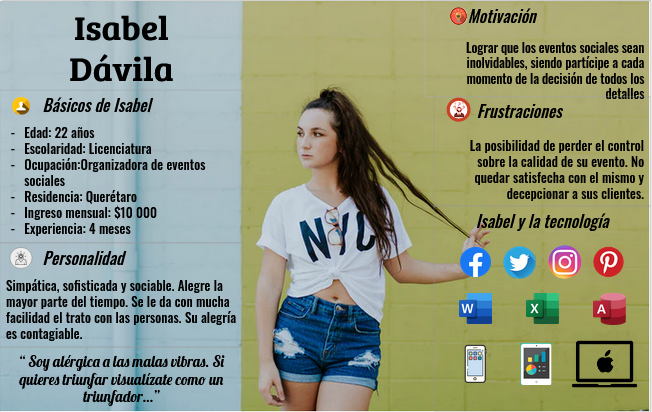 Isabel
Dávila
Básicos de Isabel
- Edad: 22 años
- Escolaridad: Licenciatura
- Ocupación:Organizadora de eventos
sociales
- Residencia: Querétaro
- Ingreso mensual: $10 000
- Experiencia: 4 meses
Personalidad
Simpática, sofisticada y sociable. Alegre la
mayor parte del tiempo. Se le da con mucha
facilidad el trato con las personas. Su alegría
es contagiable.
“ Soy alérgica a las malas vibras. Si
quieres triunfar visualízate como un
triunfador...”
NYC
Motivación
Lograr que los eventos sociales sean
inolvidables, siendo partícipe a cada
momento de la decisión de todos los
detalles
Frustraciones
La posibilidad de perder el control
sobre la calidad de su evento. No
quedar satisfecha con el mismo y
decepcionar a sus clientes.
Isabel y la tecnología
W
X
A